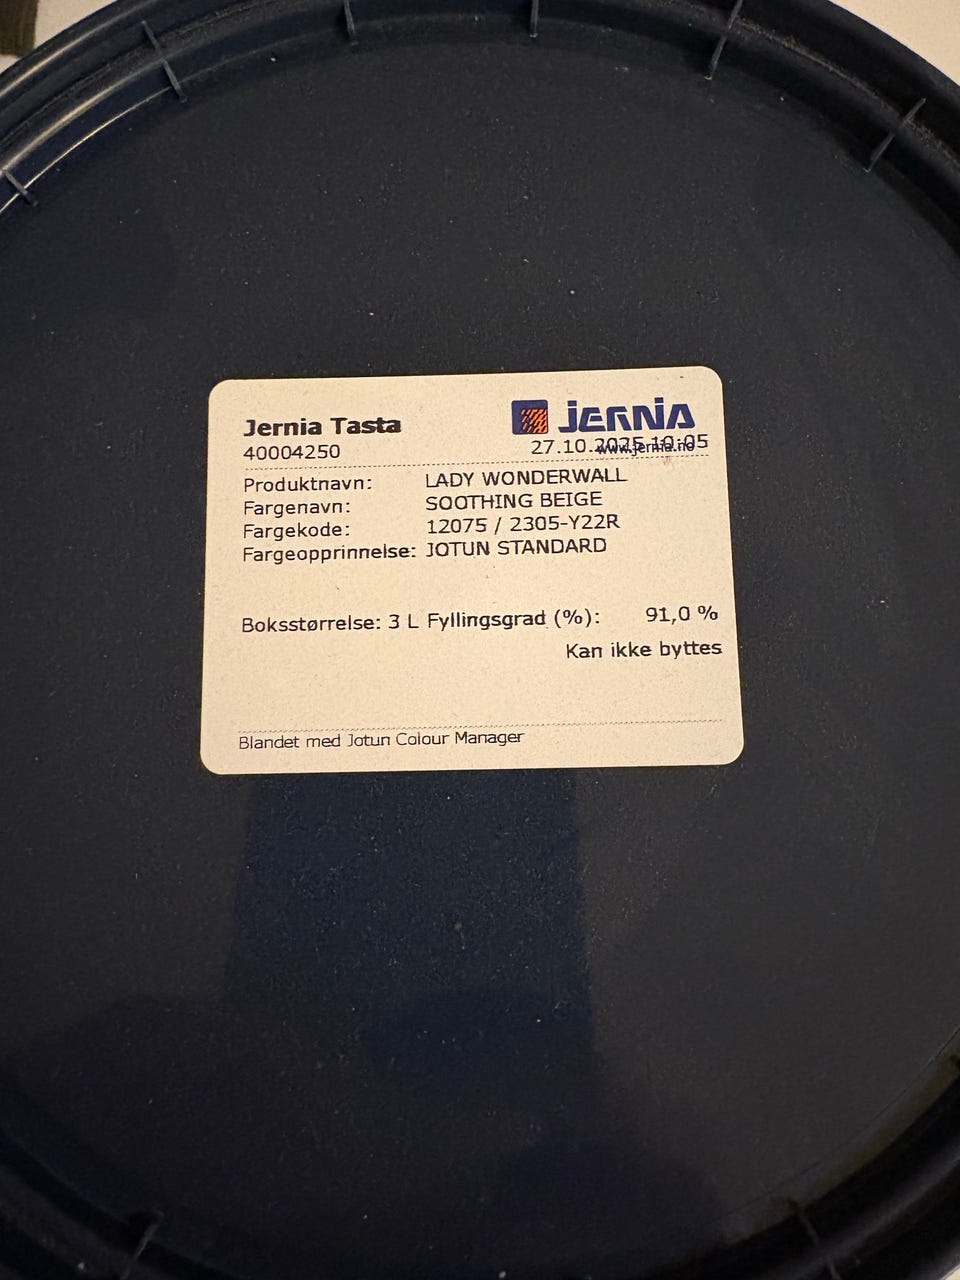 Jernia Tasta
JERNIA
40004250
27.10.2025 10:05
www.jernia.no
Produktnavn: LADY WONDERWALL
Fargenavn: SOOTHING BEIGE
Fargekode: 12075 / 2305-Y22R
Fargeopprinnelse: JOTUN STANDARD
Boksstørrelse: 3 L Fyllingsgrad (%): 91,0 %
Kan ikke byttes
Blandet med Jotun Colour Manager